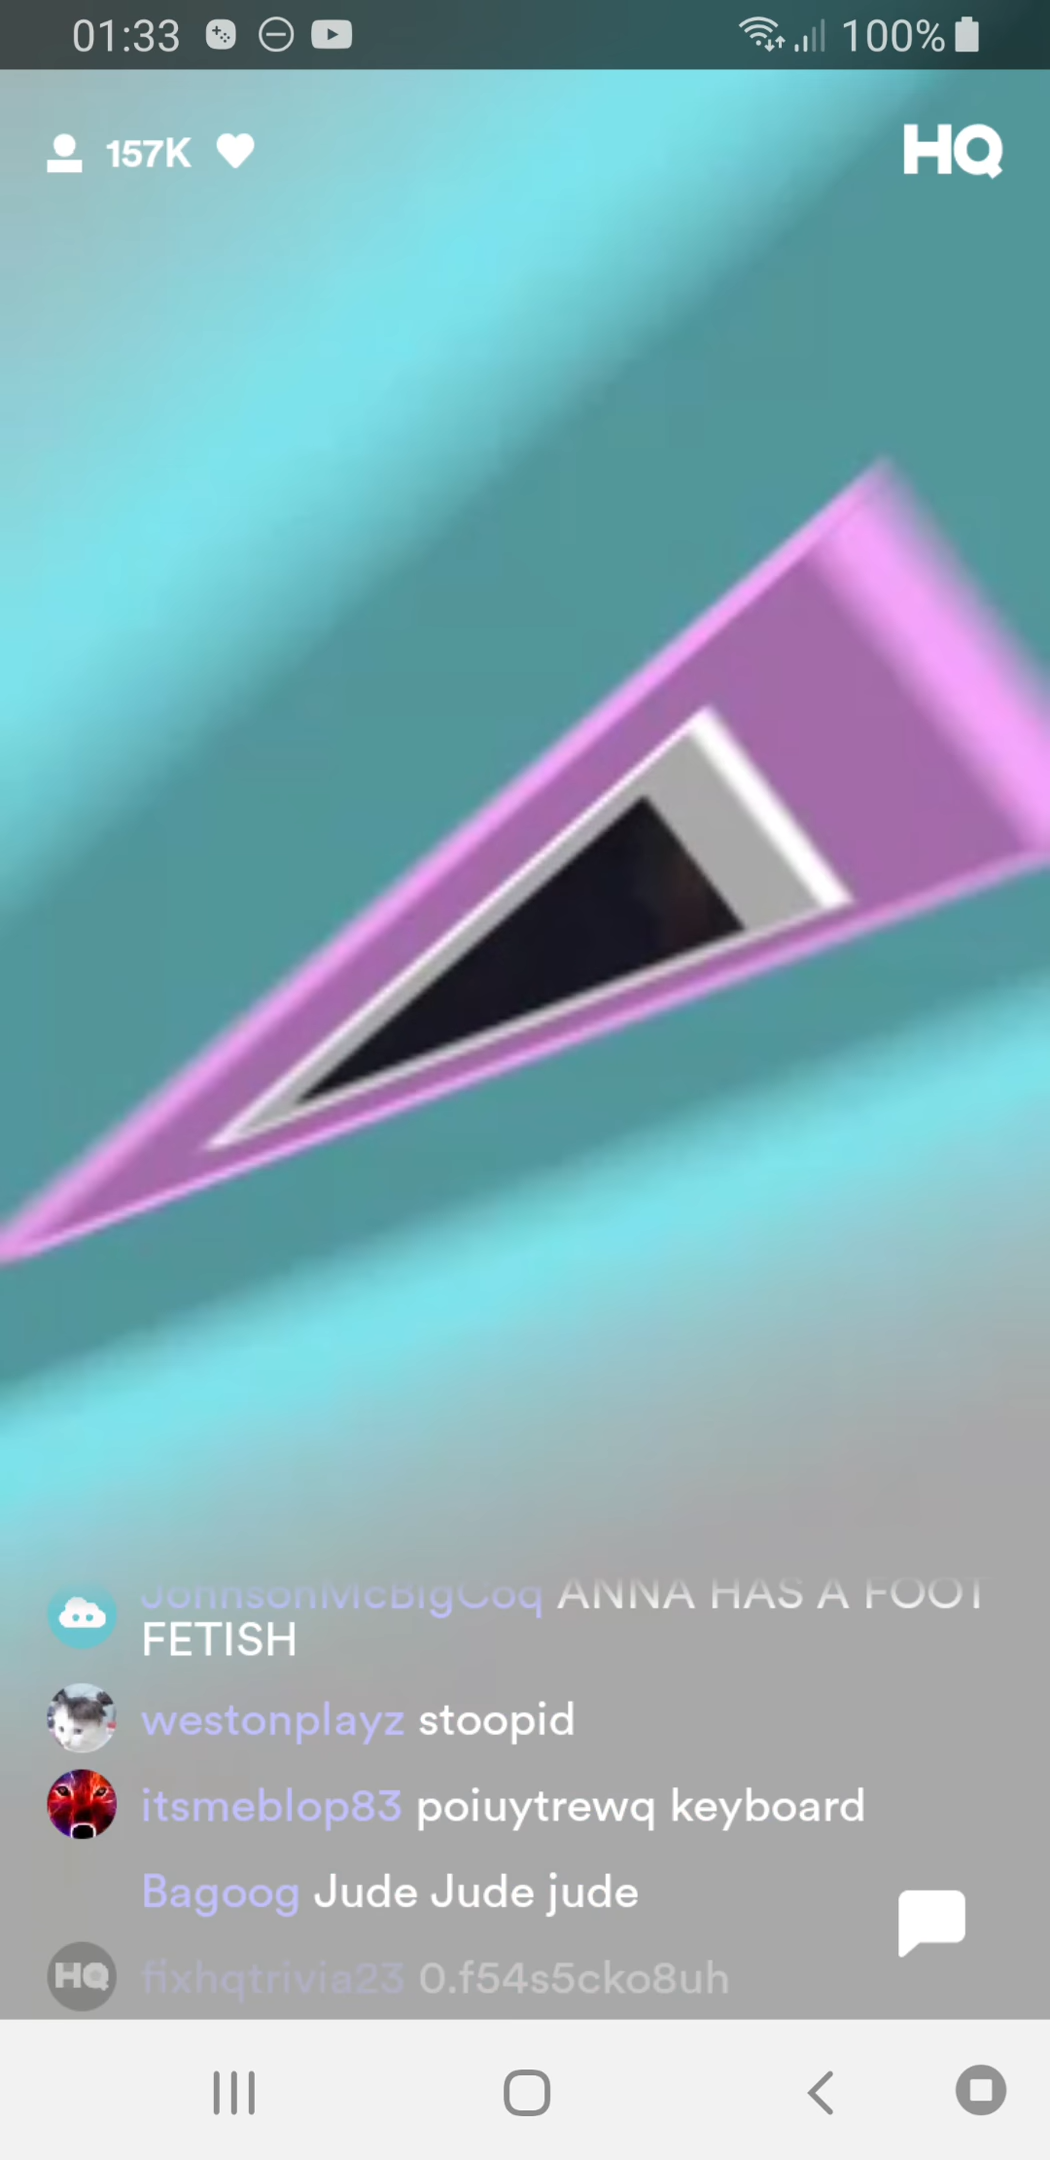 01:33 100%
157K HQ
JohnsonMcBigCoq ANNA HAS A FOOT
FETISH
westonplayz stoopid
itsmeblop83 poiuytrewq keyboard
Bagoog Jude Jude jude
HQ fixhqtrivia23 0.f54s5cko8uh